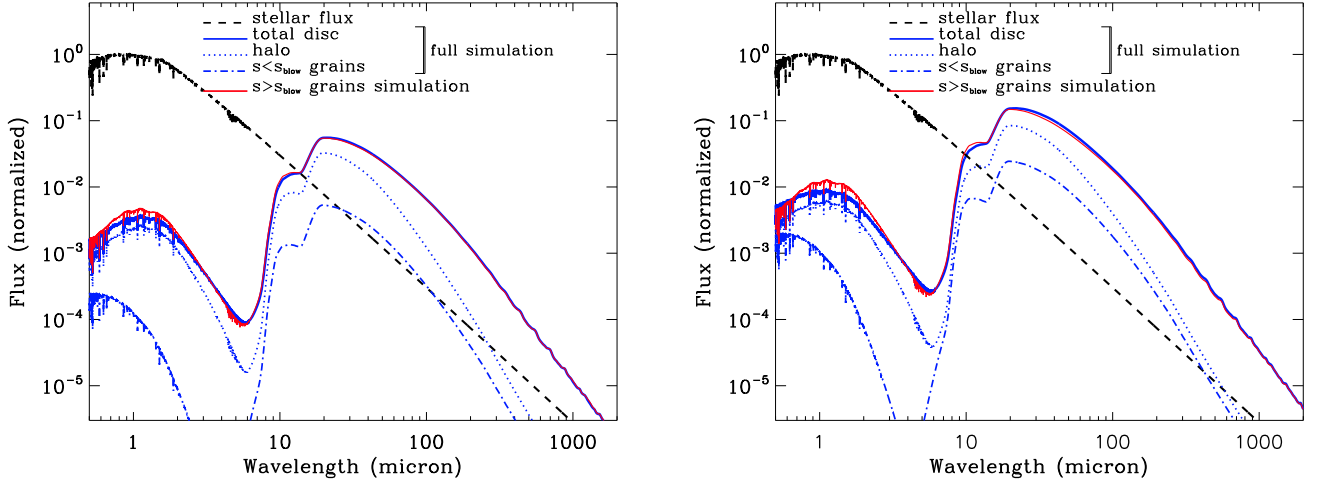 stellar flux
total disc
halo
s<s_blow grains
s>s_blow grains simulation
full simulation
Flux (normalized)
10^0
10^-1
10^-2
10^-3
10^-4
10^-5
1 10 100 1000
Wavelength (micron)
stellar flux
total disc
halo
s<s_blow grains
s>s_blow grains simulation
full simulation
Flux (normalized)
10^0
10^-1
10^-2
10^-3
10^-4
10^-5
1 10 100 1000
Wavelength (micron)